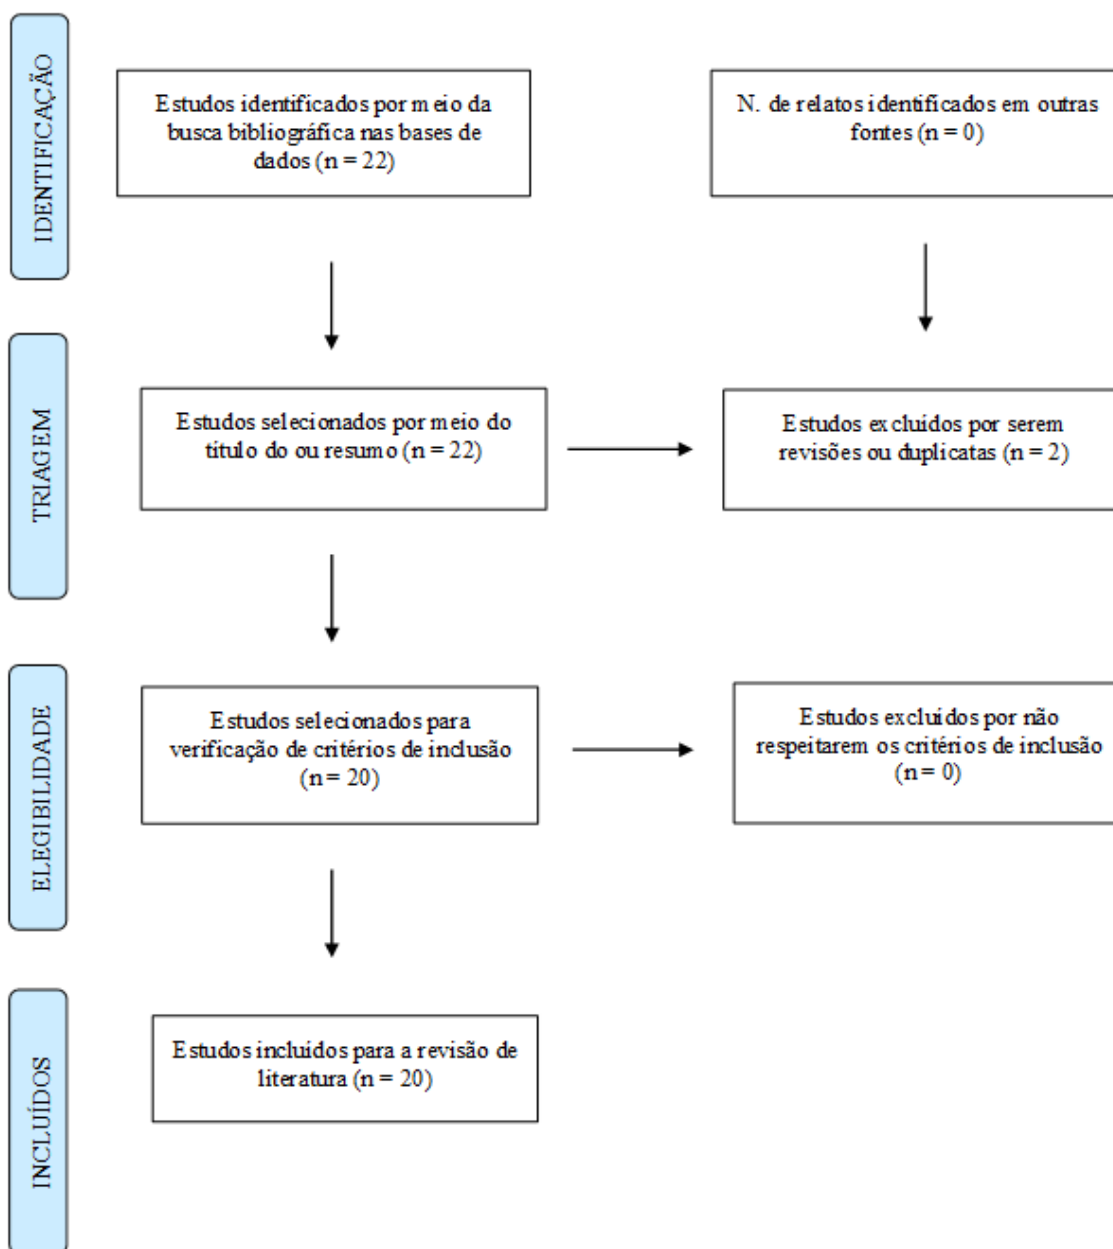 IDENTIFICAÇÃO
Estudos identificados por meio da
busca bibliográfica nas bases de
dados (n = 22)
N. de relatos identificados em outras
fontes (n = 0)
TRIAGEM
Estudos selecionados por meio do
título do ou resumo (n = 22)
Estudos excluídos por serem
revisões ou duplicatas (n = 2)
ELEGIBILIDADE
Estudos selecionados para
verificação de critérios de inclusão
(n = 20)
Estudos excluídos por não
respeitarem os critérios de inclusão
(n = 0)
INCLUÍDOS
Estudos incluídos para a revisão de
literatura (n = 20)